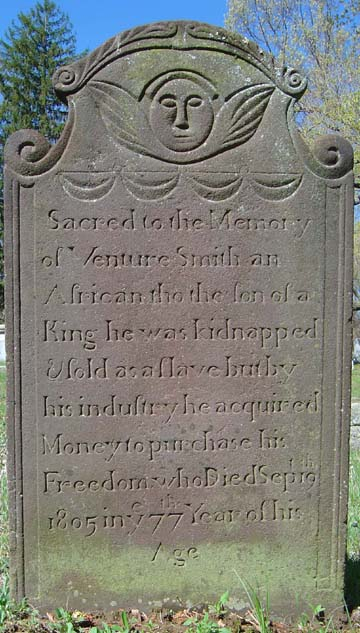 Sacred to the Memory
of Venture Smith an
African tho the ſon of a
King he was kidnapped
& ſold as a ſlave but by
his induſtry he acquired
Money to purchase his
Freedom who Died Sep 19th
1805 in ye 77th Year of his
Age